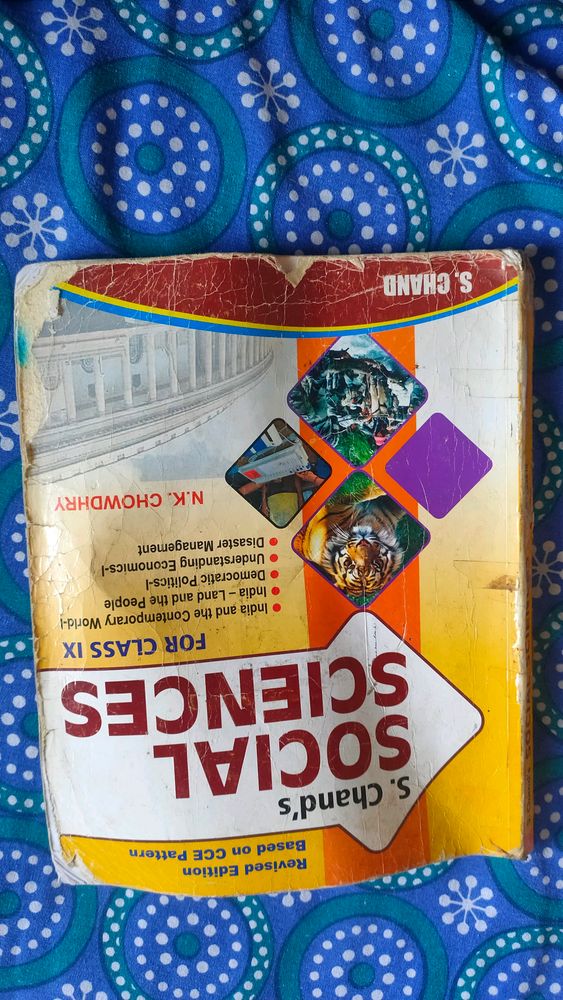 Revised Edition
Based on CCE Pattern
S. Chand's
SOCIAL
SCIENCES
FOR CLASS IX
● India and the Contemporary World-I
● India – Land and the People
● Democratic Politics-I
● Understanding Economics-I
● Disaster Management
N.K. CHOWDHRY
S. CHAND